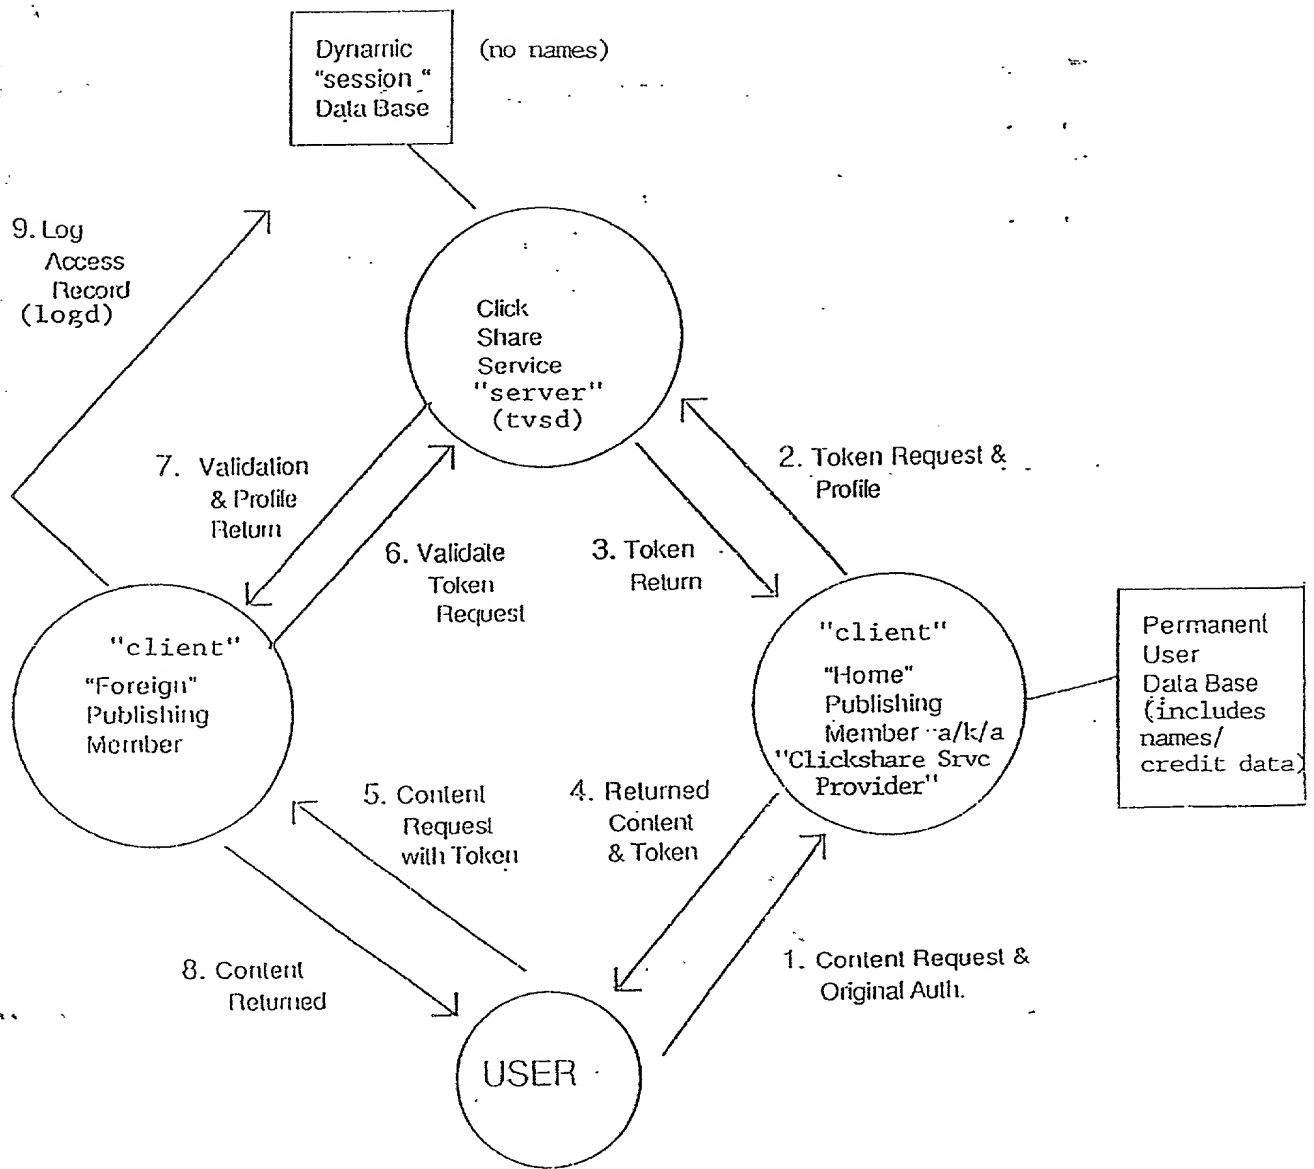 Dynamic
"session "
Data Base
(no names)
9. Log
Access
Record
(logd)
Click
Share
Service
"server"
(tvsd)
7. Validation
& Profile
Return
6. Validate
Token
Request
3. Token
Return
2. Token Request &
Profile
"client"
"Foreign"
Publishing
Member
"client"
"Home"
Publishing
Member a/k/a
"Clickshare Srvc
Provider"
Permanent
User
Data Base
(includes
names/
credit data)
5. Content
Request
with Token
4. Returned
Content
& Token
8. Content
Returned
1. Content Request &
Original Auth.
USER